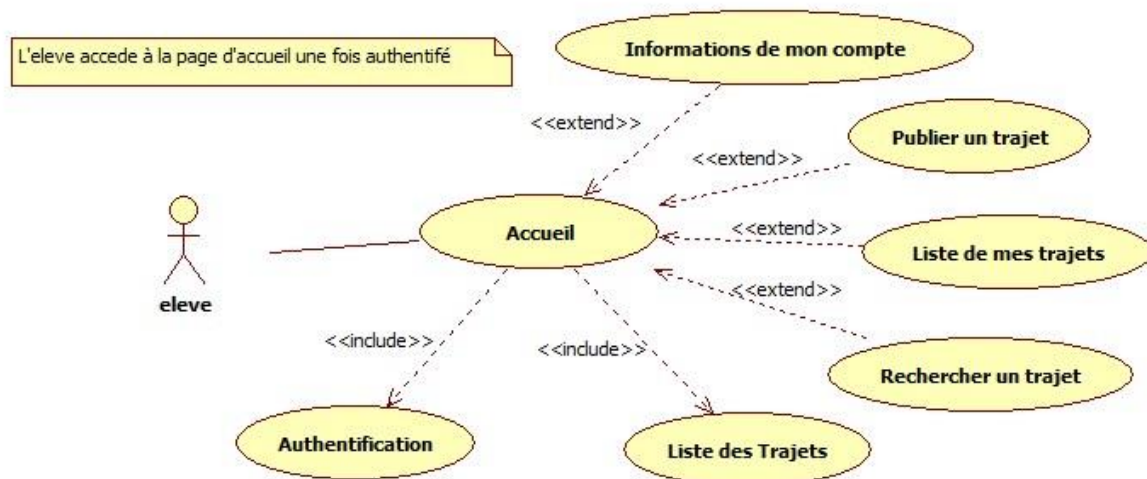 L'eleve accede à la page d'accueil une fois authentifé
Informations de mon compte
<<extend>>
Publier un trajet
<<extend>>
Accueil
<<extend>>
Liste de mes trajets
<<extend>>
eleve
<<include>>
<<include>>
Rechercher un trajet
Authentification
Liste des Trajets